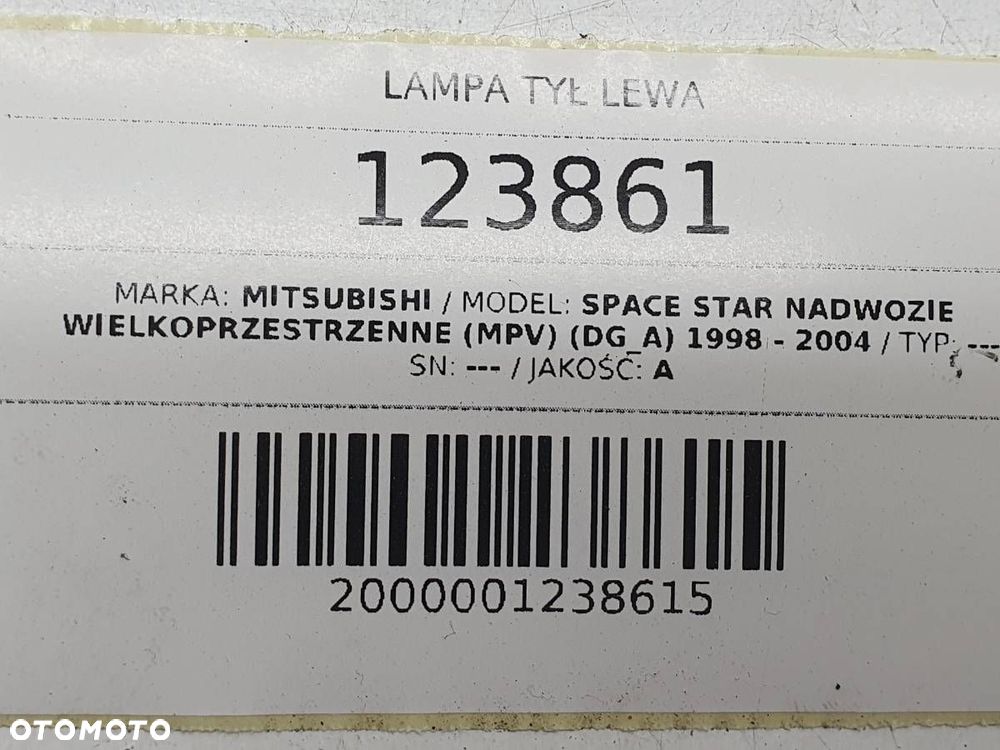 LAMPA TYŁ LEWA
123861
MARKA: MITSUBISHI / MODEL: SPACE STAR NADWOZIE
WIELKOPRZESTRZENNE (MPV) (DG_A) 1998 - 2004 / TYP: ---
SN: --- / JAKOŚĆ: A
2000001238615
OTOMOTO